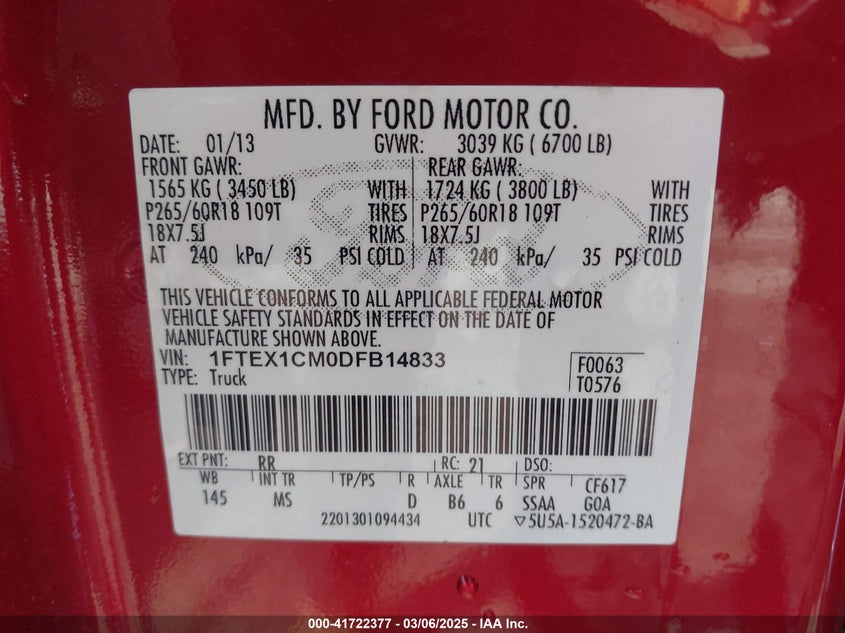 MFD. BY FORD MOTOR CO.
DATE: 01/13 GVWR: 3039 KG ( 6700 LB)
FRONT GAWR: REAR GAWR:
1565 KG ( 3450 LB) WITH 1724 KG ( 3800 LB) WITH
P265/60R18 109T TIRES P265/60R18 109T TIRES
18X7.5J RIMS 18X7.5J RIMS
AT 240 kPa/ 35 PSI COLD AT 240 kPa/ 35 PSI COLD
THIS VEHICLE CONFORMS TO ALL APPLICABLE FEDERAL MOTOR
VEHICLE SAFETY STANDARDS IN EFFECT ON THE DATE OF
MANUFACTURE SHOWN ABOVE.
VIN: 1FTEX1CM0DFB14833 F0063
TYPE: Truck T0576
EXT PNT: RR RC: 21 DSO:
WB INT TR TP/PS R AXLE TR SPR CF617
145 MS D B6 6 SSAA GOA
2201301094434 UTC ▽5U5A-1520472-BA
000-41722377 - 03/06/2025 - IAA Inc.